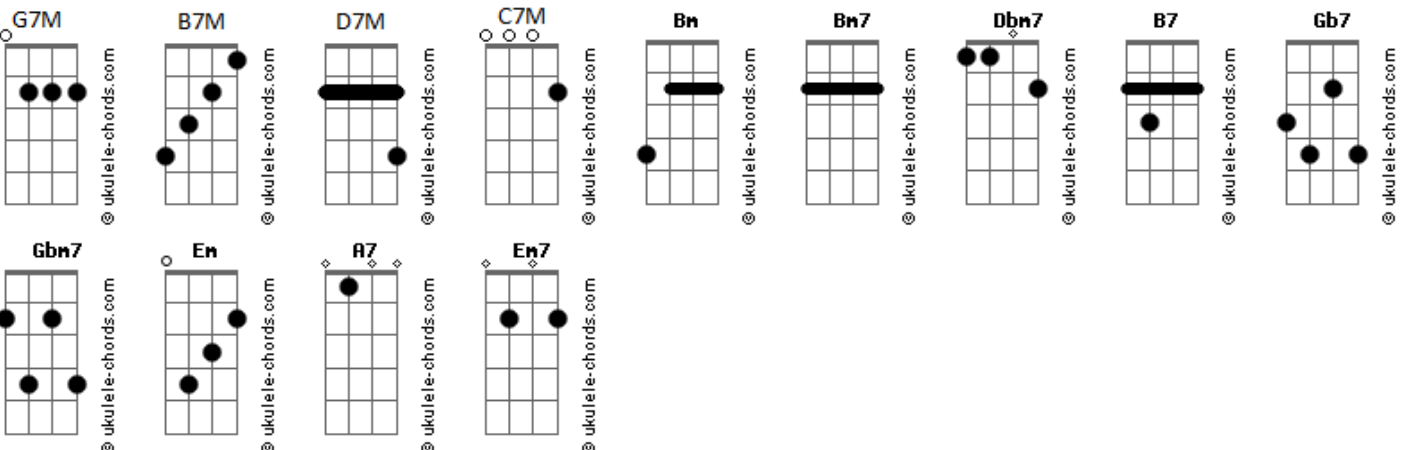 G7M B7M D7M C7M Bm Bm7 Dbm7 B7 Gb7
© ukulele-chords.com © ukulele-chords.com © ukulele-chords.com © ukulele-chords.com © ukulele-chords.com © ukulele-chords.com © ukulele-chords.com © ukulele-chords.com © ukulele-chords.com
Gbm7 Em A7 Em7
© ukulele-chords.com © ukulele-chords.com © ukulele-chords.com © ukulele-chords.com